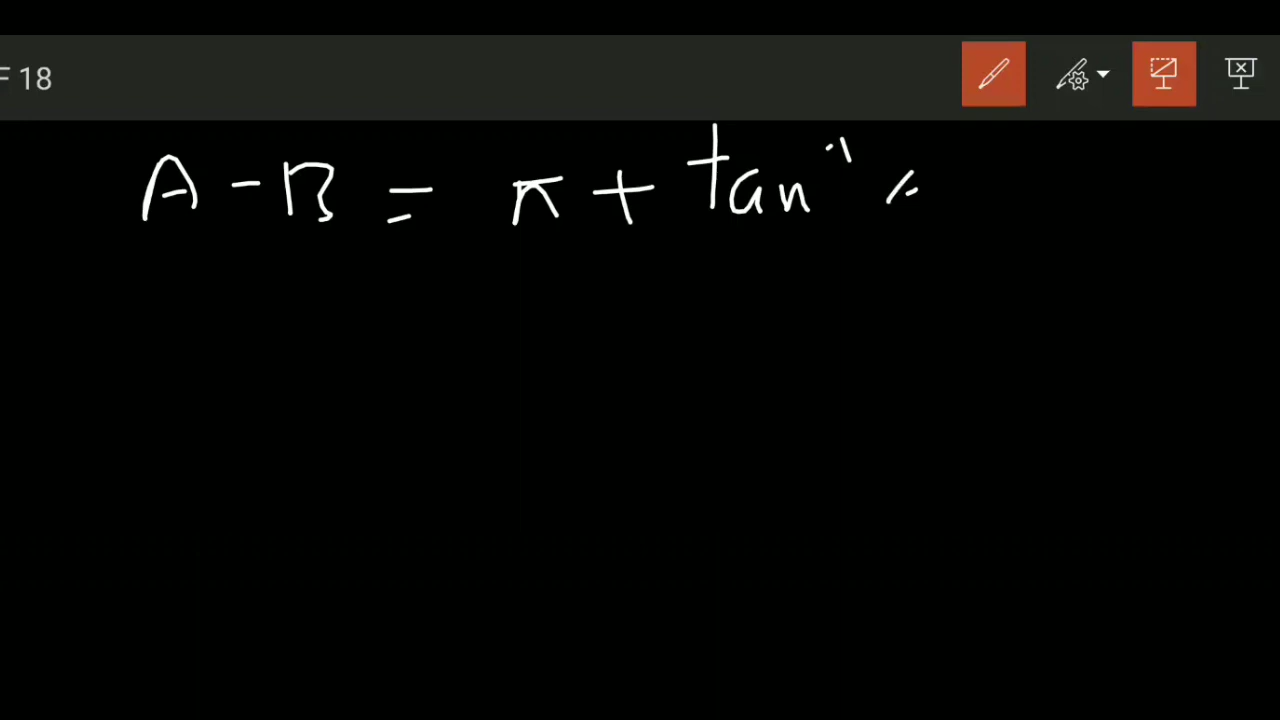 F 18
A - B = π + tan⁻¹